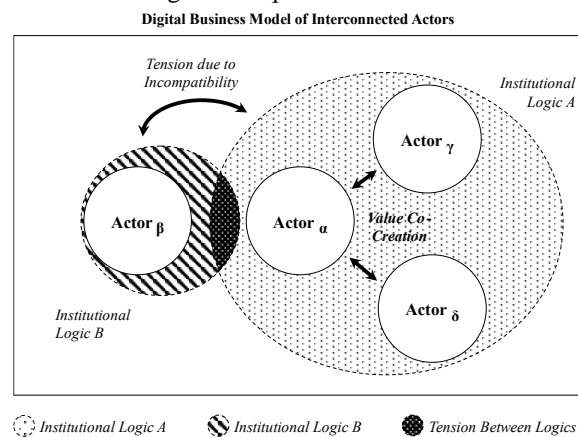 Digital Business Model of Interconnected Actors
Tension due to
Incompatibility
Institutional
Logic A
Actor γ
Actor β
Actor α
Value Co-
Creation
Actor δ
Institutional
Logic B
Institutional Logic A
Institutional Logic B
Tension Between Logics